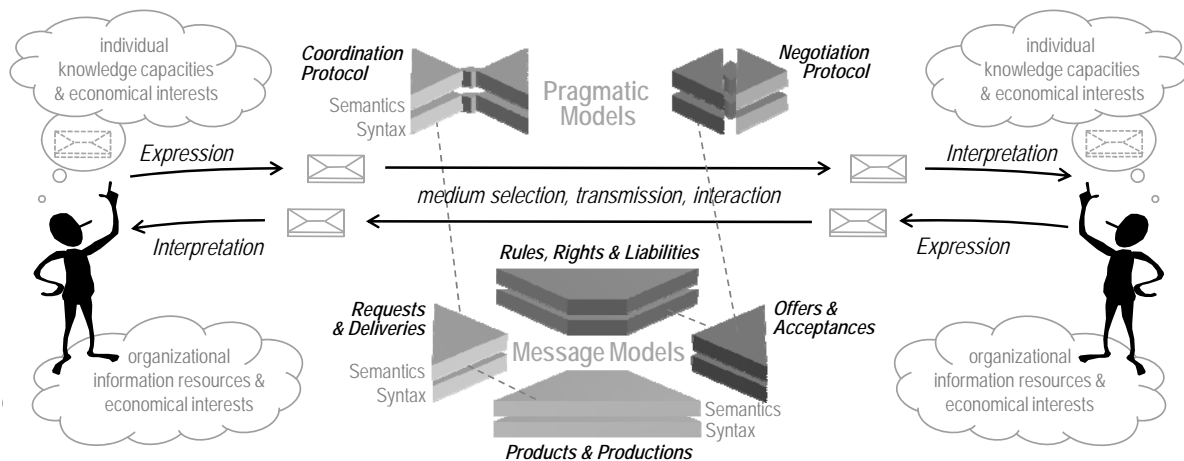 individual
knowledge capacities
& economical interests
Coordination
Protocol
Semantics
Syntax
Pragmatic
Models
Negotiation
Protocol
individual
knowledge capacities
& economical interests
Expression
Interpretation
medium selection, transmission, interaction
Interpretation
Expression
Rules, Rights & Liabilities
Requests
& Deliveries
Offers &
Acceptances
Message Models
Semantics
Syntax
Semantics
Syntax
Products & Productions
organizational
information resources &
economical interests
organizational
information resources &
economical interests